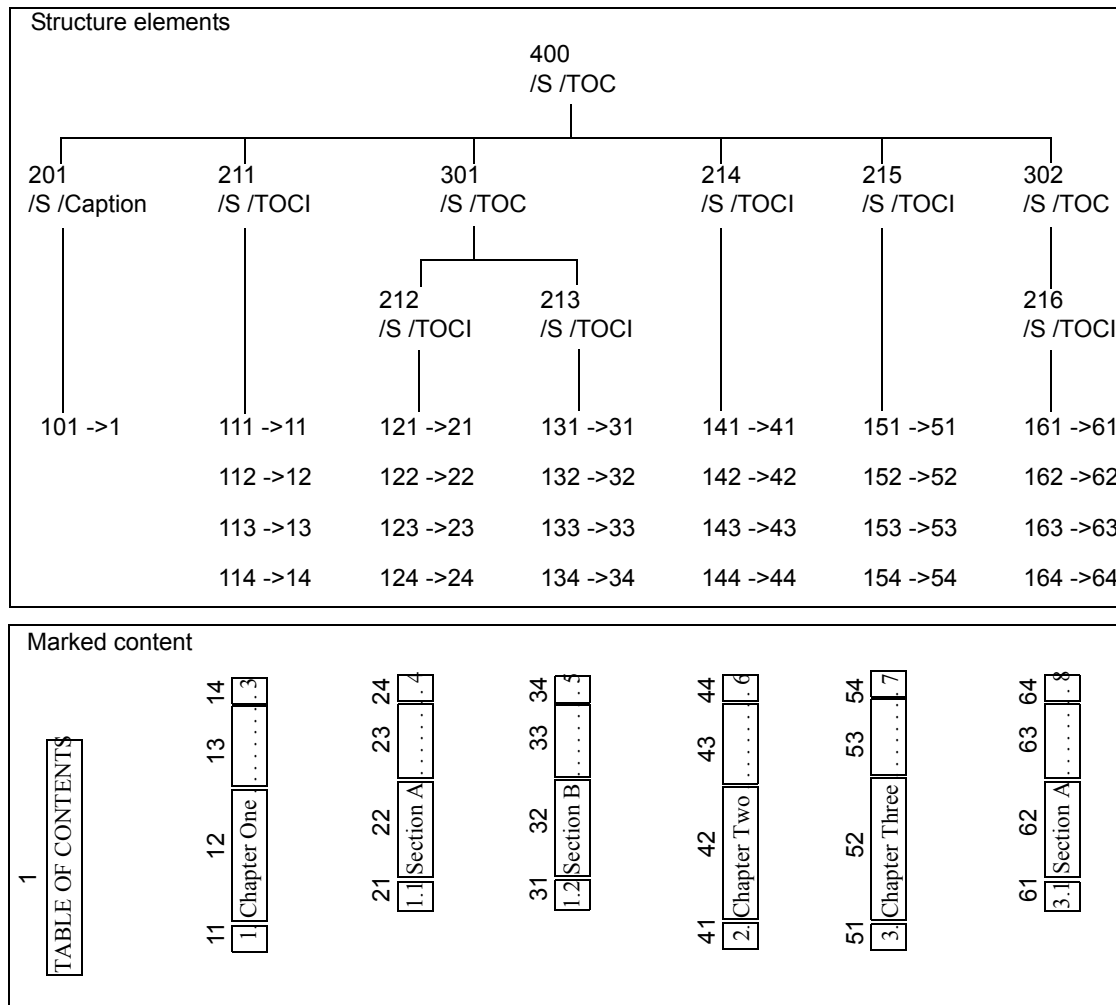 Structure elements
400
/S /TOC
201
/S /Caption
211
/S /TOCI
301
/S /TOC
214
/S /TOCI
215
/S /TOCI
302
/S /TOC
212
/S /TOCI
213
/S /TOCI
216
/S /TOCI
101 ->1 111 ->11 121 ->21 131 ->31 141 ->41 151 ->51 161 ->61
112 ->12 122 ->22 132 ->32 142 ->42 152 ->52 162 ->62
113 ->13 123 ->23 133 ->33 143 ->43 153 ->53 163 ->63
114 ->14 124 ->24 134 ->34 144 ->44 154 ->54 164 ->64
Marked content
1
TABLE OF CONTENTS
11 12 13 14
1. Chapter One . . . . . . . 3
21 22 23 24
1.1 Section A . . . . . . . 4
31 32 33 34
1.2 Section B . . . . . . . 5
41 42 43 44
2. Chapter Two . . . . . . . 6
51 52 53 54
3. Chapter Three . . . . . . . 7
61 62 63 64
3.1 Section A . . . . . . . 8